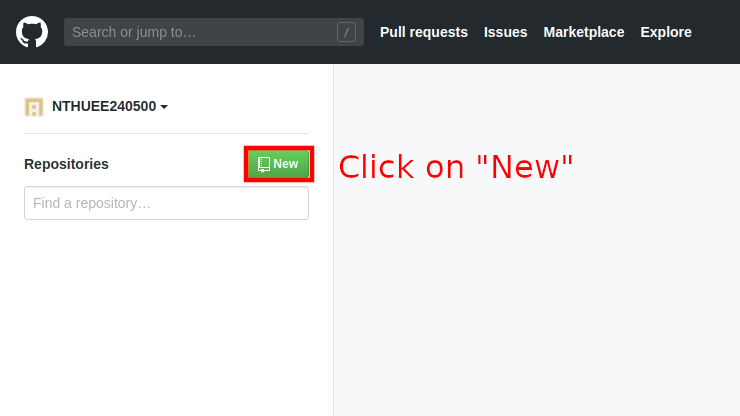 Search or jump to… /
Pull requests Issues Marketplace Explore
NTHUEE240500
Repositories
New
Click on "New"
Find a repository…